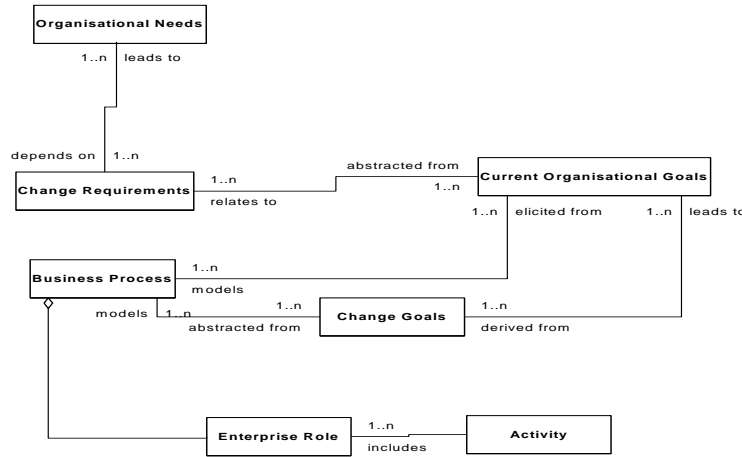 Organisational Needs
1..n leads to
depends on 1..n
Change Requirements
1..n
relates to
abstracted from
1..n
Current Organisational Goals
1..n elicited from
1..n leads to
Business Process
1..n
models
models 1..n
1..n
abstracted from
Change Goals
1..n
derived from
Enterprise Role
1..n
includes
Activity